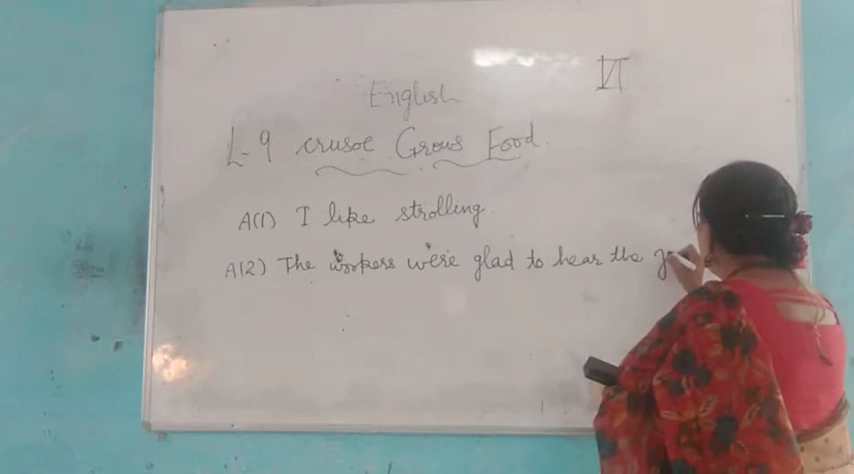 English
VI
L-9 crusoe Grows Food.
A(1) I like strolling.
A(2) The workers were glad to hear the